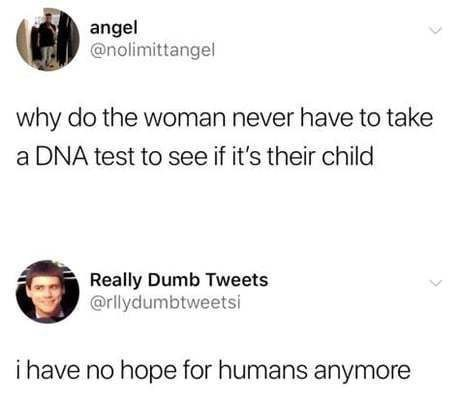 angel
@nolimittangel
why do the woman never have to take
a DNA test to see if it's their child
Really Dumb Tweets
@rllydumbtweetsi
i have no hope for humans anymore